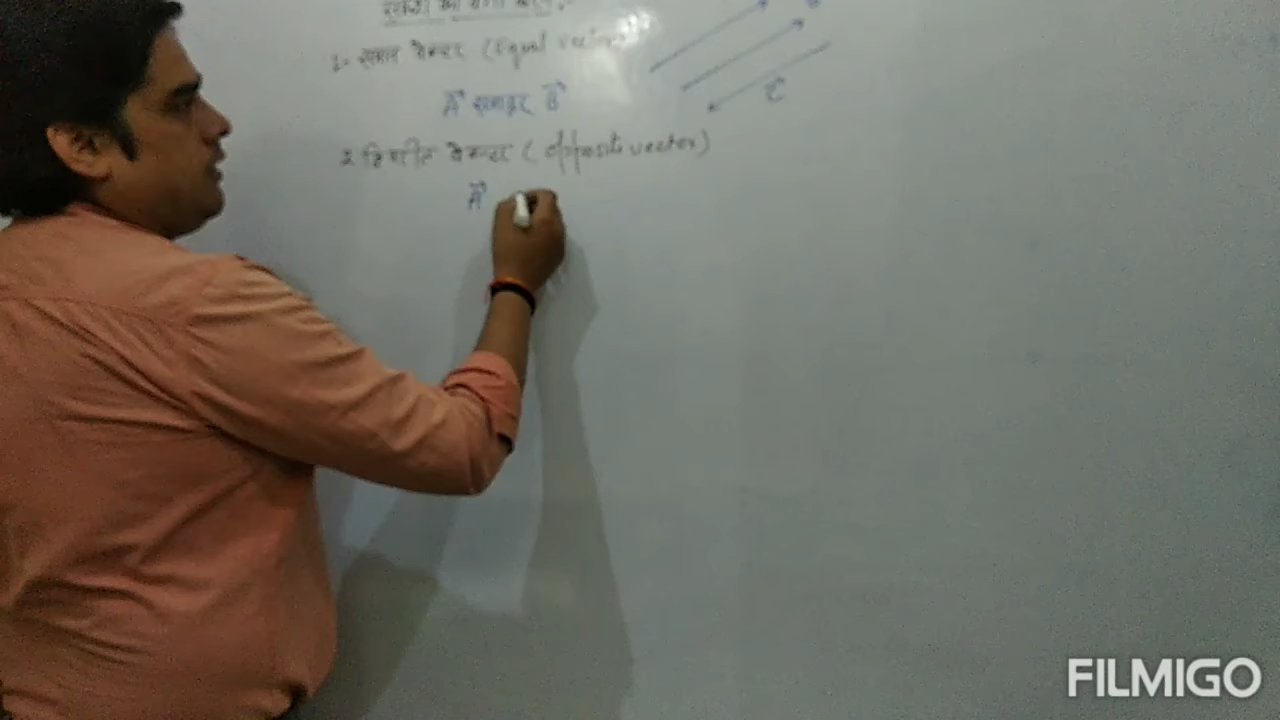 1- समान वेक्टर (Equal vector)
A⃗ समान्तर B⃗
C⃗
2 विपरीत वेक्टर ( opposite vector)
A⃗
FILMIGO